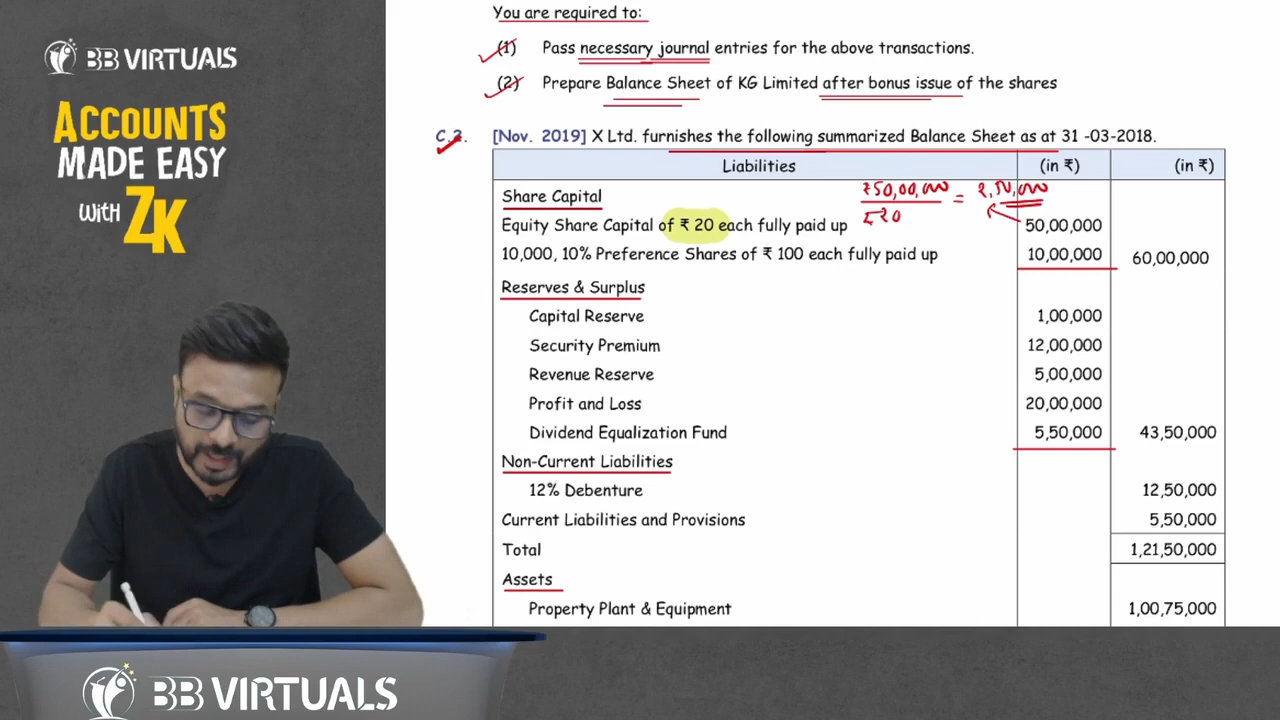 BB VIRTUALS
ACCOUNTS
MADE EASY
with ZK
You are required to:
(1) Pass necessary journal entries for the above transactions.
(2) Prepare Balance Sheet of KG Limited after bonus issue of the shares
[Nov. 2019] X Ltd. furnishes the following summarized Balance Sheet as at 31 -03-2018.
Liabilities (in ₹) (in ₹)
Share Capital
₹50,00,000 = 2,50,000
₹20
Equity Share Capital of ₹ 20 each fully paid up 50,00,000
10,000, 10% Preference Shares of ₹ 100 each fully paid up 10,00,000 60,00,000
Reserves & Surplus
Capital Reserve 1,00,000
Security Premium 12,00,000
Revenue Reserve 5,00,000
Profit and Loss 20,00,000
Dividend Equalization Fund 5,50,000 43,50,000
Non-Current Liabilities
12% Debenture 12,50,000
Current Liabilities and Provisions 5,50,000
Total 1,21,50,000
Assets
Property Plant & Equipment 1,00,75,000
BB VIRTUALS